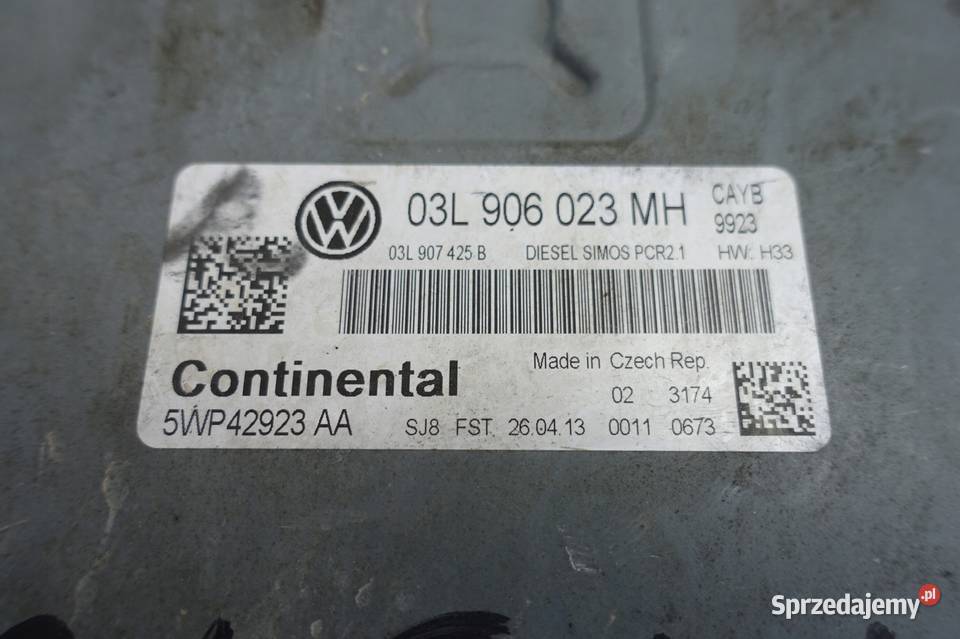 03L 906 023 MH CAYB
9923
03L 907 425 B DIESEL SIMOS PCR2.1 HW: H33
Continental
Made in Czech Rep.
02 3174
5WP42923 AA SJ8 FST. 26.04.13 0011 0673
Sprzedajemy.pl